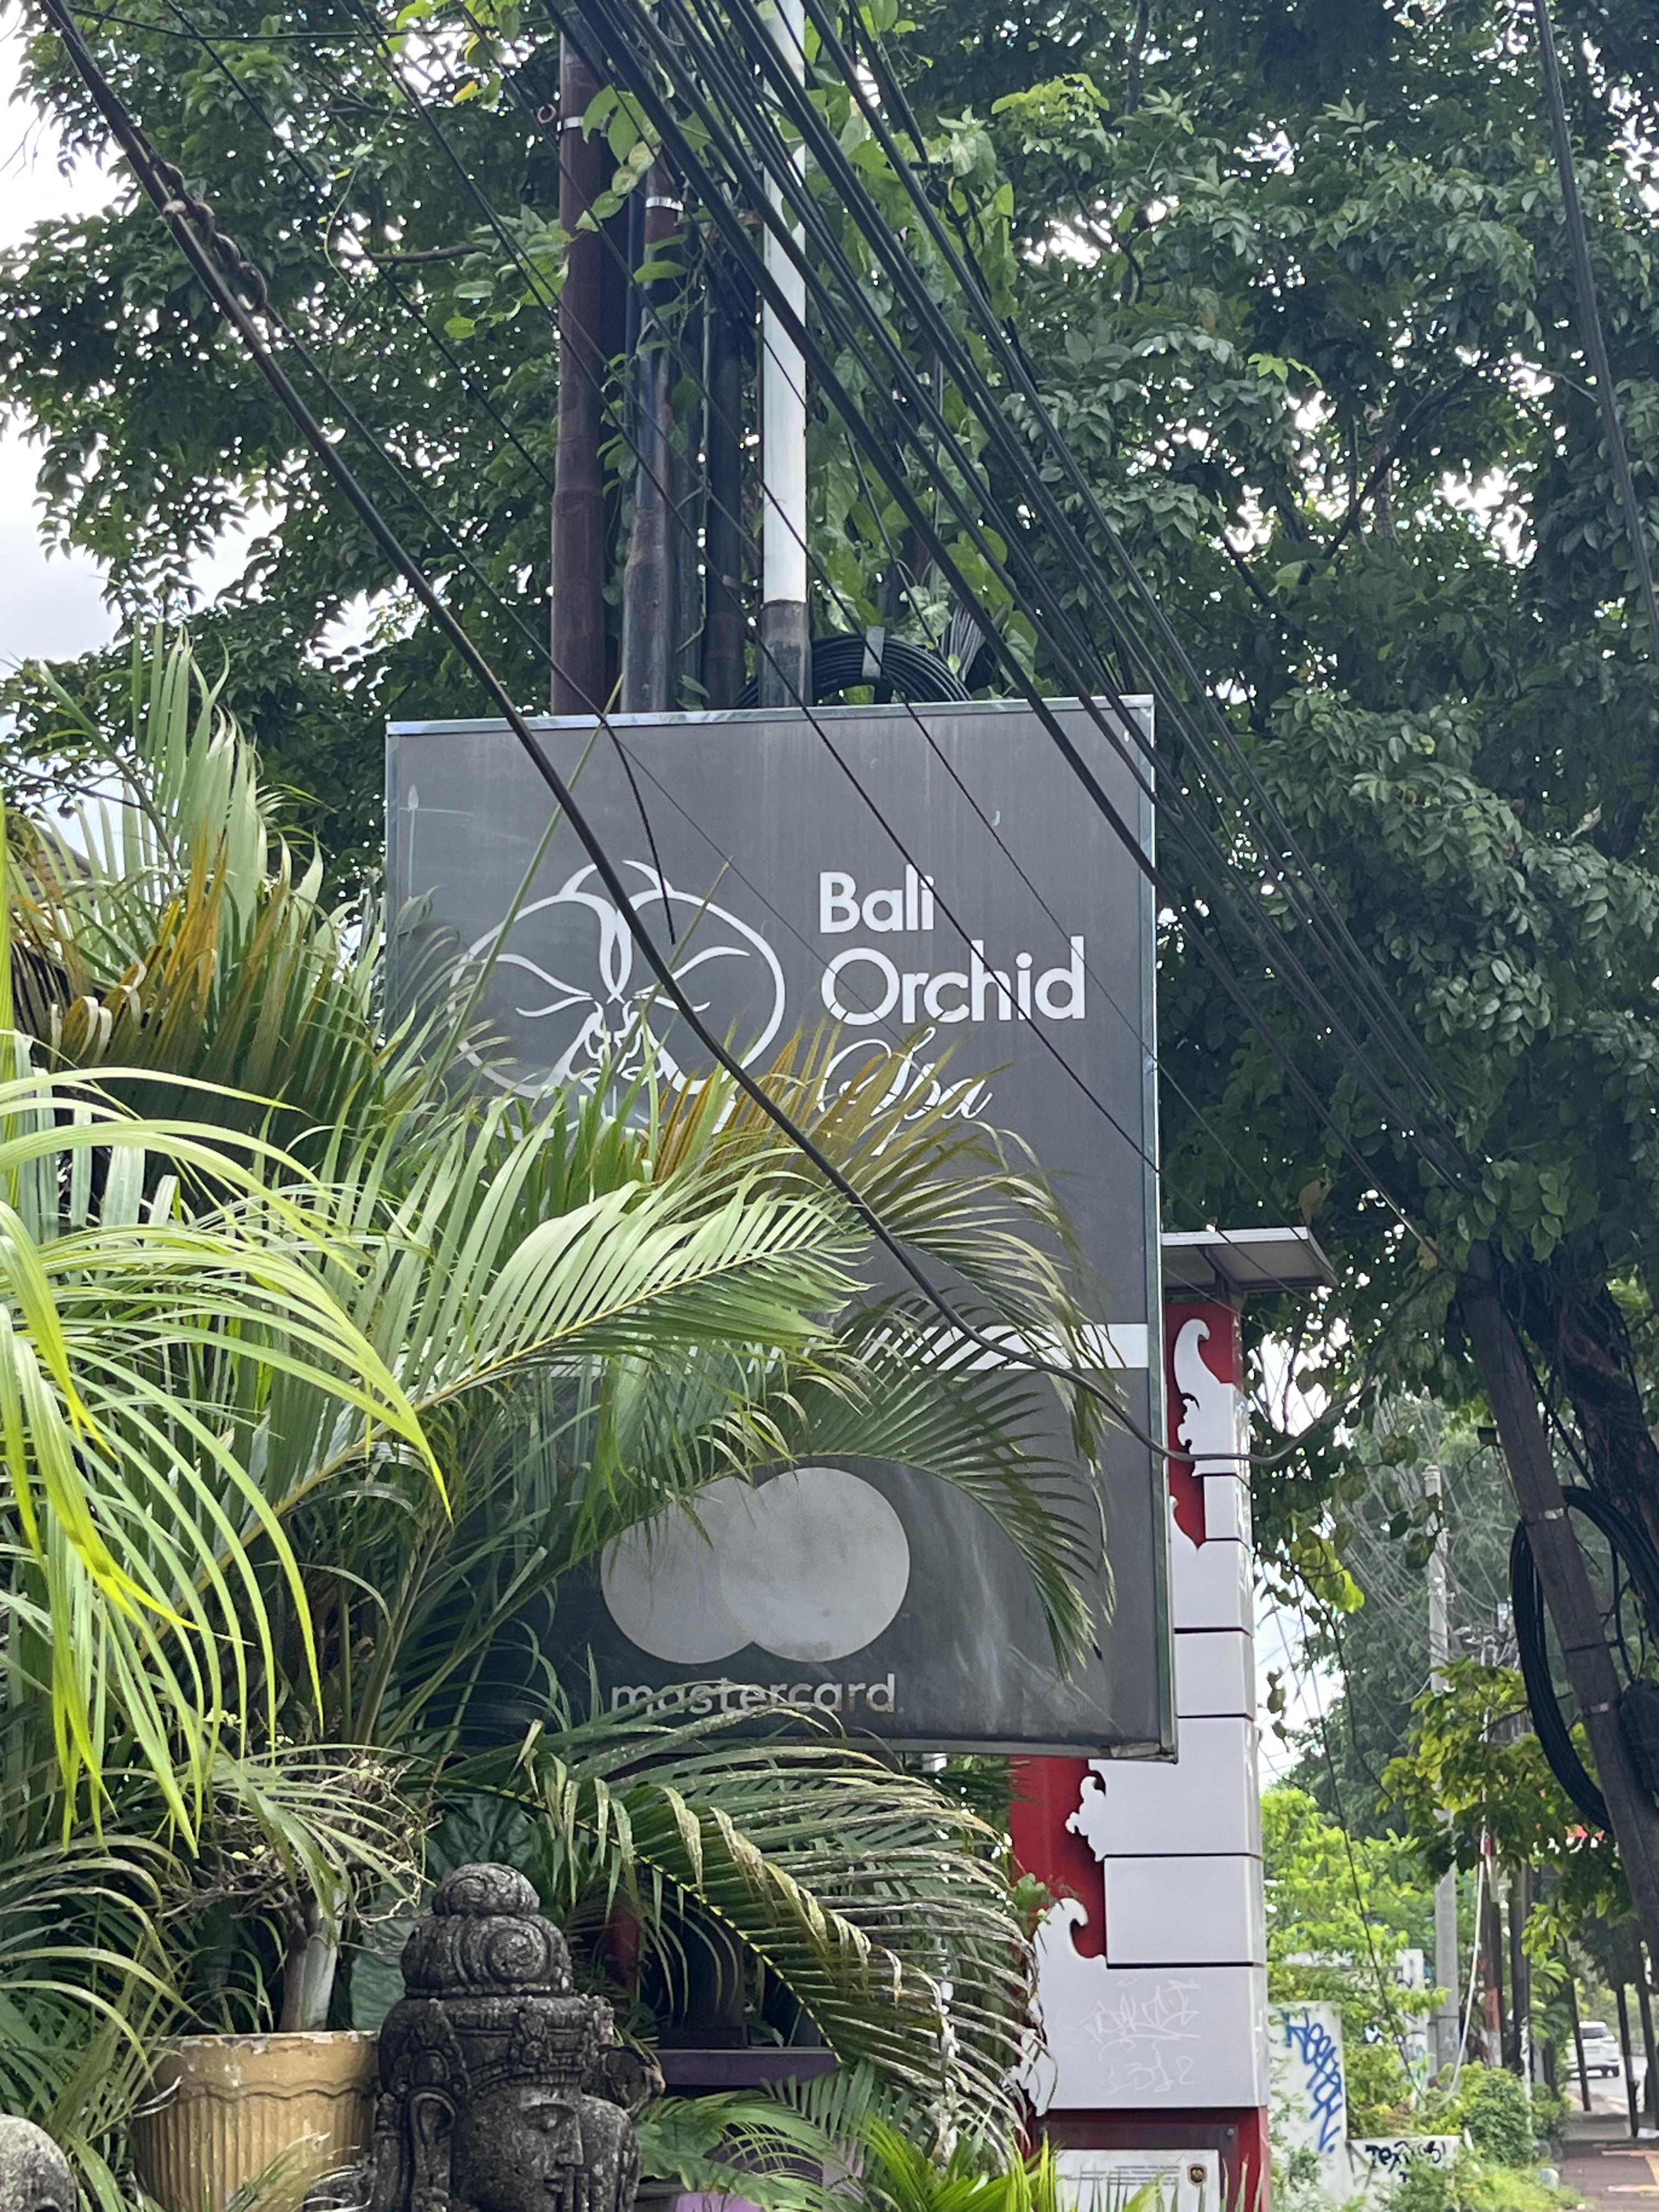 Bali
Orchid
Spa
mastercard